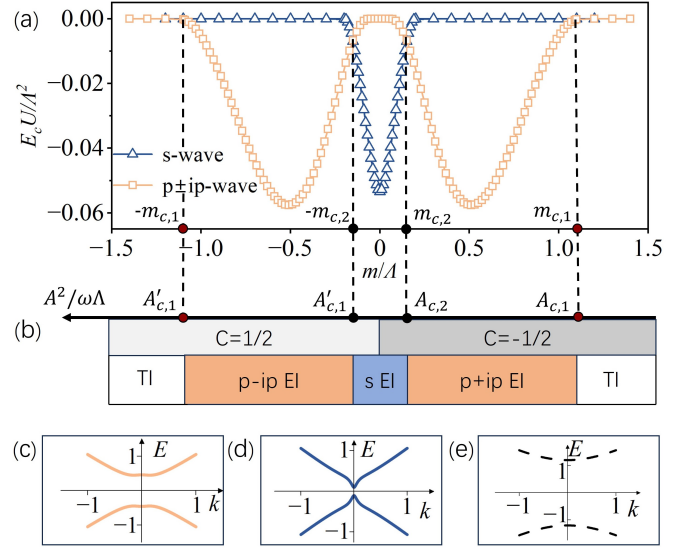 (a)
0.00
−0.02
−0.04
−0.06
E_c U/Λ²
s-wave
p±ip-wave
-m_{c,1} -m_{c,2} m_{c,2} m_{c,1}
−1.5 −1.0 −0.5 0 0.5 1.0 1.5
m/Λ
A²/ωΛ A′_{c,1} A′_{c,1} A_{c,2} A_{c,1}
(b)
C=1/2 C=-1/2
TI p-ip EI s EI p+ip EI TI
(c) 1 E −1 1 k −1
(d) 1 E −1 1 k −1
(e) E 1 −1 1 k −1